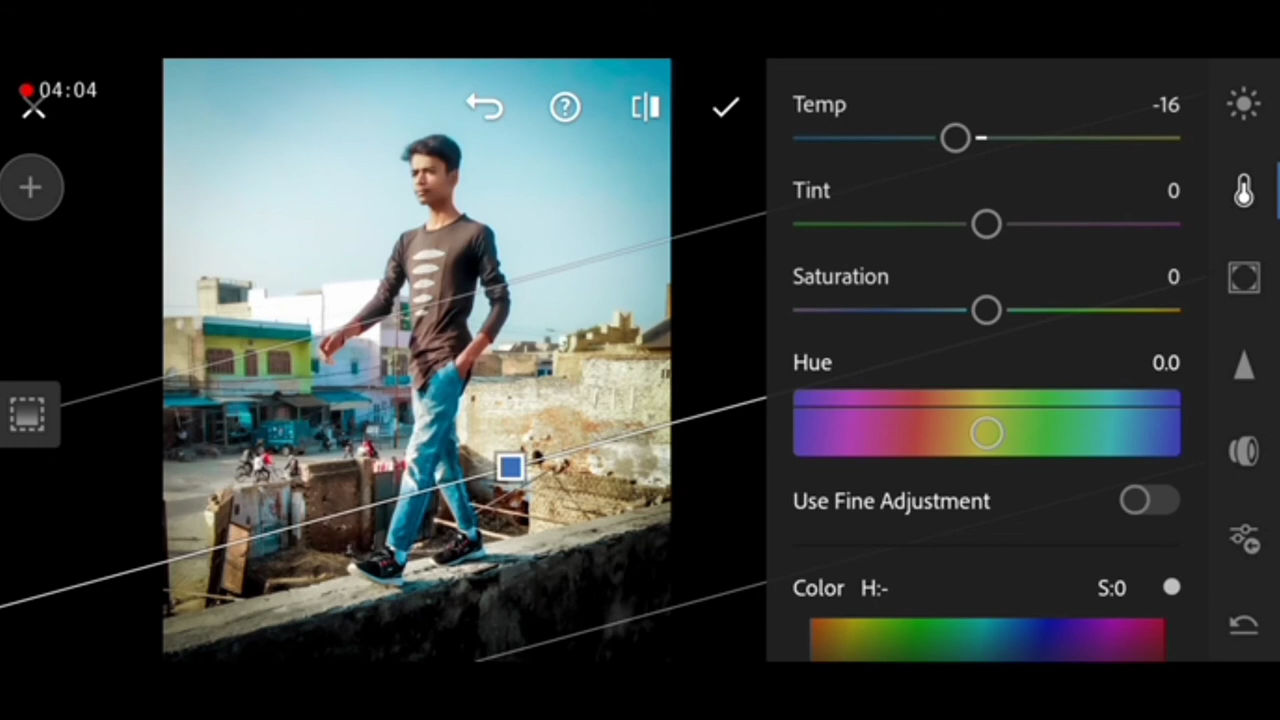 04:04
Temp -16
Tint 0
Saturation 0
Hue 0.0
Use Fine Adjustment
Color H:- S:0